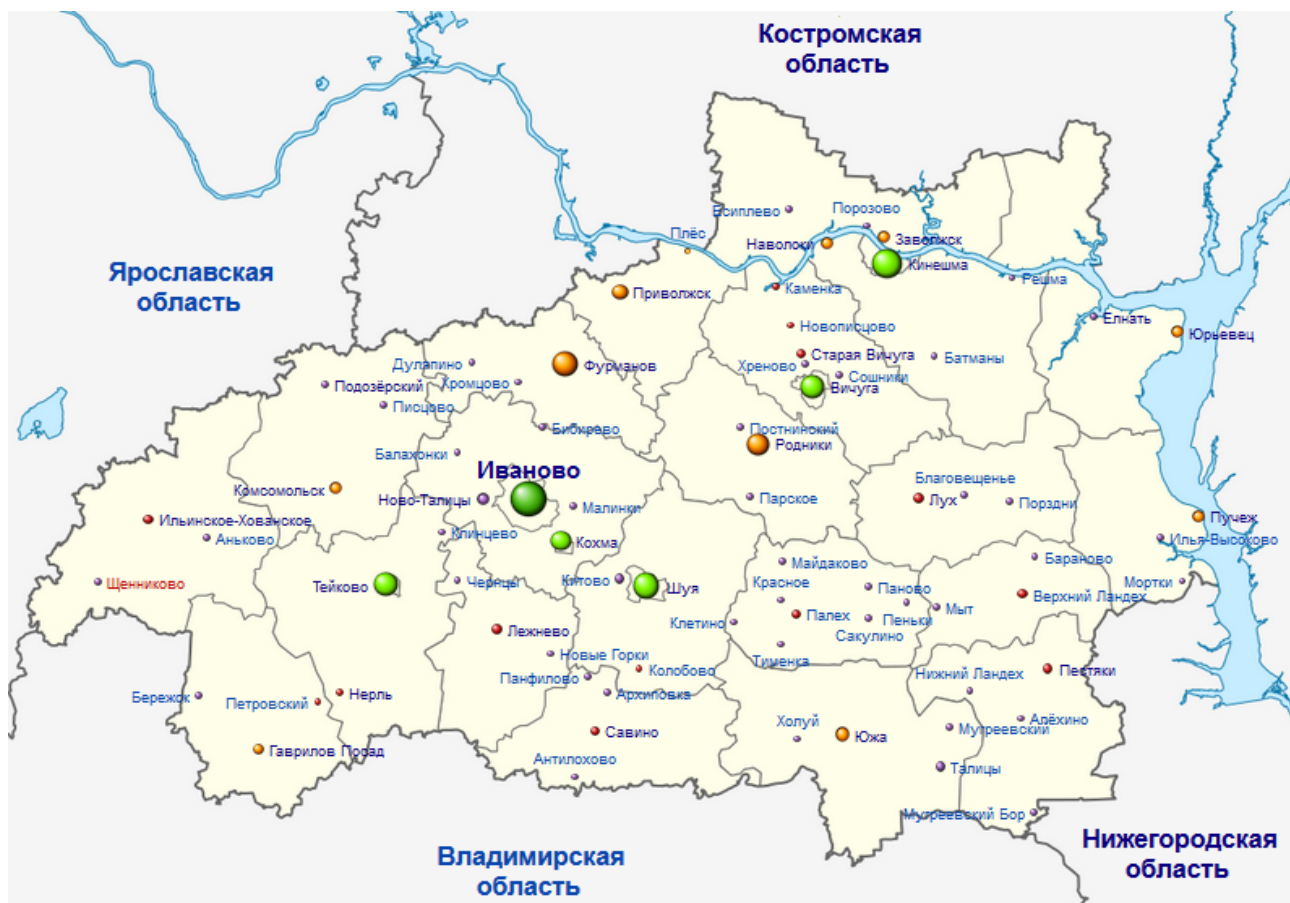 Костромская
область
Есиплево
Порозово
Плёс
Наволоки
Заволжск
Кинешма
Ярославская
область
Решма
Приволжск
Каменка
Елнать
Новописцово
Юрьевец
Дулапино
Фурманов
Старая Вичуга
Хреново
Батманы
Сошники
Подозёрский
Хромцово
Вичуга
Писцово
Бибирево
Постнинский
Родники
Балахонки
Иваново
Благовещенье
Комсомольск
Ново-Талицы
Парское
Лух
Порздни
Малинки
Ильинское-Хованское
Пучеж
Аньково
Клинцево
Кохма
Илья-Высоково
Майдаково
Бараново
Щенниково
Тейково
Чернцы
Китово
Шуя
Красное
Паново
Мортки
Верхний Ландех
Мыт
Палех
Пеньки
Клетино
Сакулино
Лежнево
Новые Горки
Тименка
Колобово
Панфилово
Нижний Ландех
Пестяки
Бережок
Петровский
Нерль
Архиповка
Холуй
Алёхино
Мугреевский
Савино
Южа
Гаврилов Посад
Антилохово
Талицы
Мугреевский Бор
Владимирская
область
Нижегородская
область